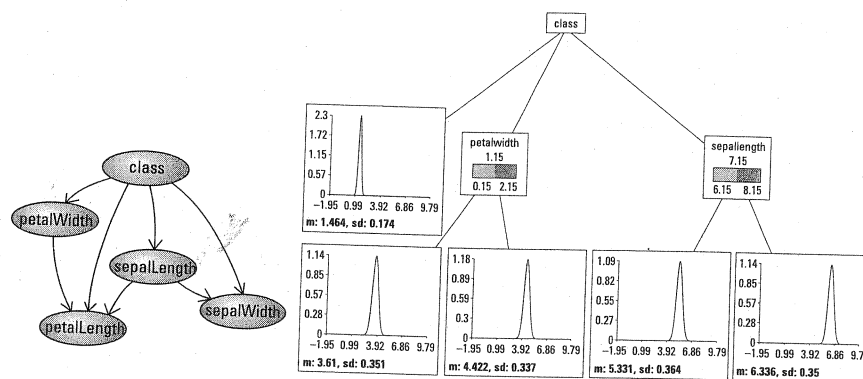 class
petalWidth
sepalLength
sepalWidth
petalLength
class
2.3
1.72
1.15
0.57
0
−1.95 0.99 3.92 6.86 9.79
m: 1.464, sd: 0.174
petalwidth
1.15
0.15 2.15
sepallength
7.15
6.15 8.15
1.14
0.85
0.57
0.28
0
−1.95 0.99 3.92 6.86 9.79
m: 3.61, sd: 0.351
1.18
0.89
0.59
0.3
0
−1.95 0.99 3.92 6.86 9.79
m: 4.422, sd: 0.337
1.09
0.82
0.55
0.27
0
−1.95 0.99 3.92 6.86 9.79
m: 5.331, sd: 0.364
1.14
0.85
0.57
0.28
0
−1.95 0.99 3.92 6.86 9.79
m: 6.336, sd: 0.35